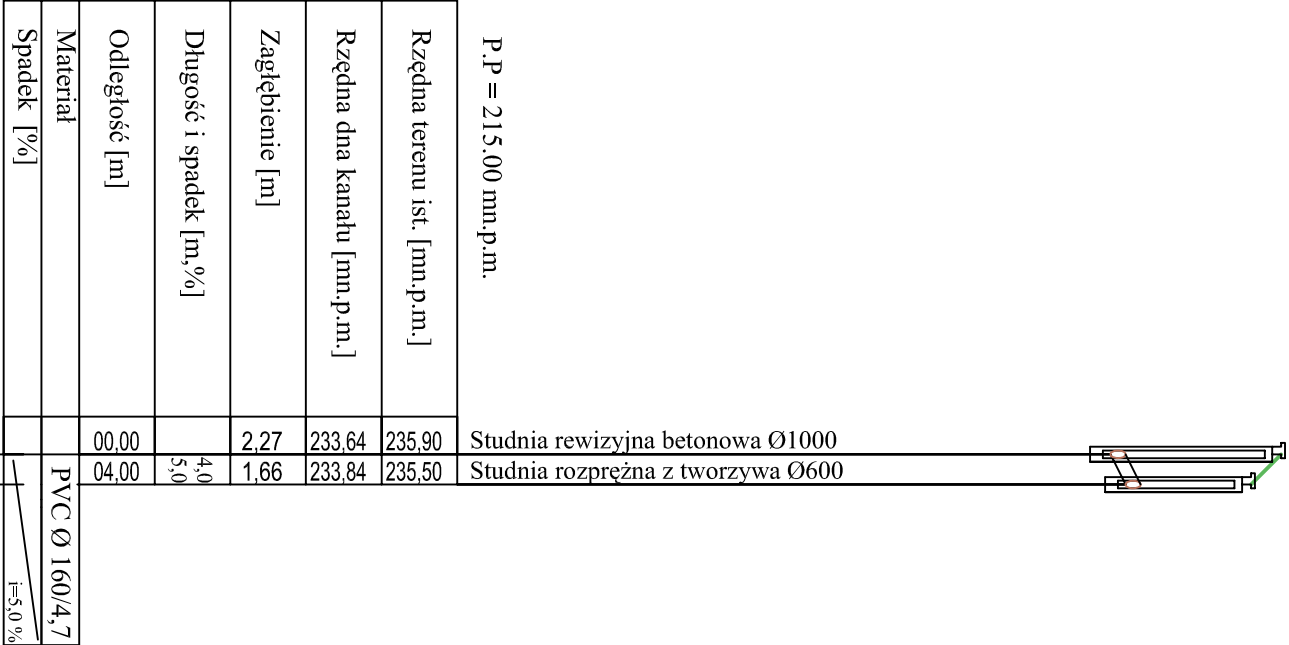 P.P = 215.00 mn.p.m.
Rzędna terenu ist. [mn.p.m.]
Rzędna dna kanału [mn.p.m.]
Zagłębienie [m]
Długość i spadek [m,%]
Odległość [m]
Materiał
Spadek [%]
00,00 2,27 233,64 235,90 Studnia rewizyjna betonowa Ø1000
04,00 4,0 1,66 233,84 235,50 Studnia rozprężna z tworzywa Ø600
5,0
PVC Ø 160/4,7
i=5,0 %